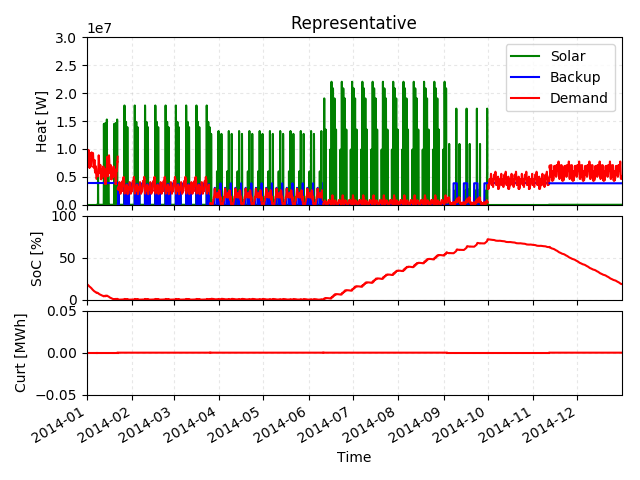 Representative
1e7
3.0
2.5
2.0
1.5
1.0
0.5
0.0
Heat [W]
Solar
Backup
Demand
100
50
0
SoC [%]
0.05
0.00
−0.05
Curt [MWh]
2014-01
2014-02
2014-03
2014-04
2014-05
2014-06
2014-07
2014-08
2014-09
2014-10
2014-11
2014-12
Time